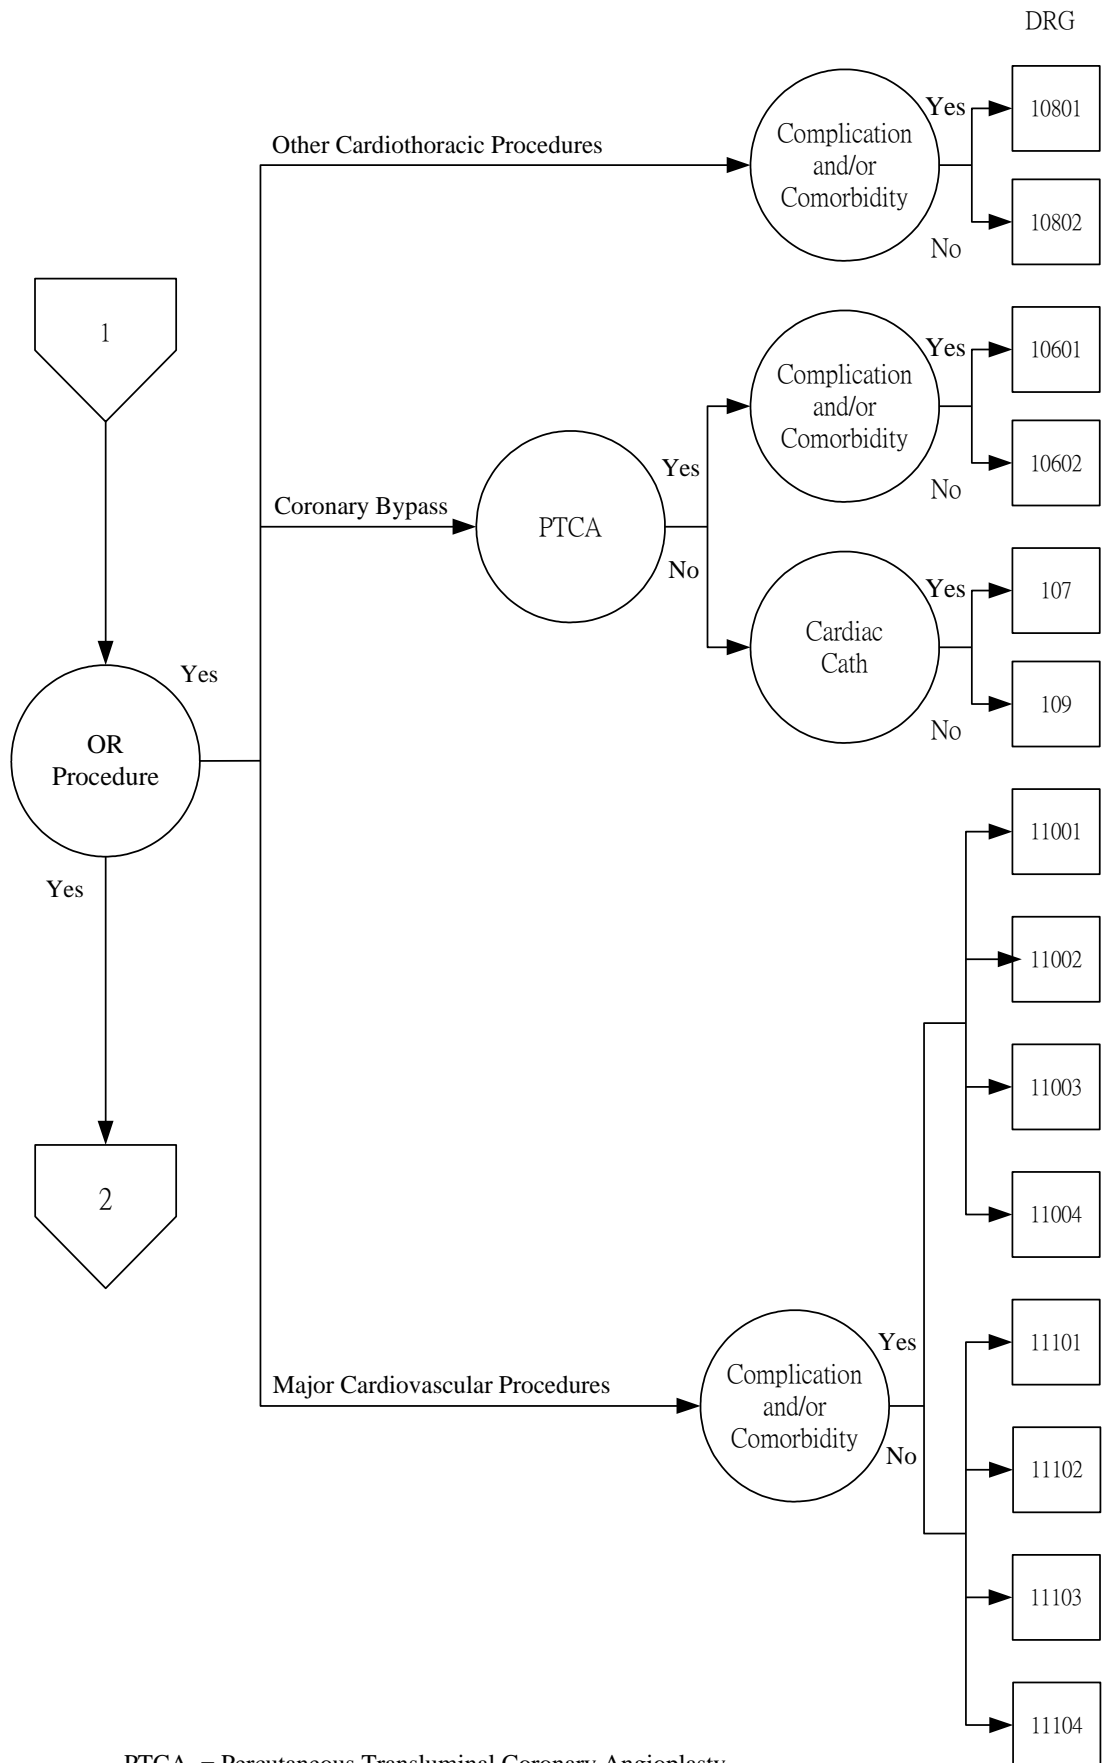 DRG
Other Cardiothoracic Procedures
Complication
and/or
Comorbidity
Yes
10801
No
10802
1
Coronary Bypass
PTCA
Yes
Complication
and/or
Comorbidity
Yes
10601
No
10602
No
Cardiac
Cath
Yes
107
No
109
OR
Procedure
Yes
Yes
2
Major Cardiovascular Procedures
Complication
and/or
Comorbidity
Yes
11001
11002
11003
11004
No
11101
11102
11103
11104
PTCA = Percutaneous Transluminal Coronary Angioplasty